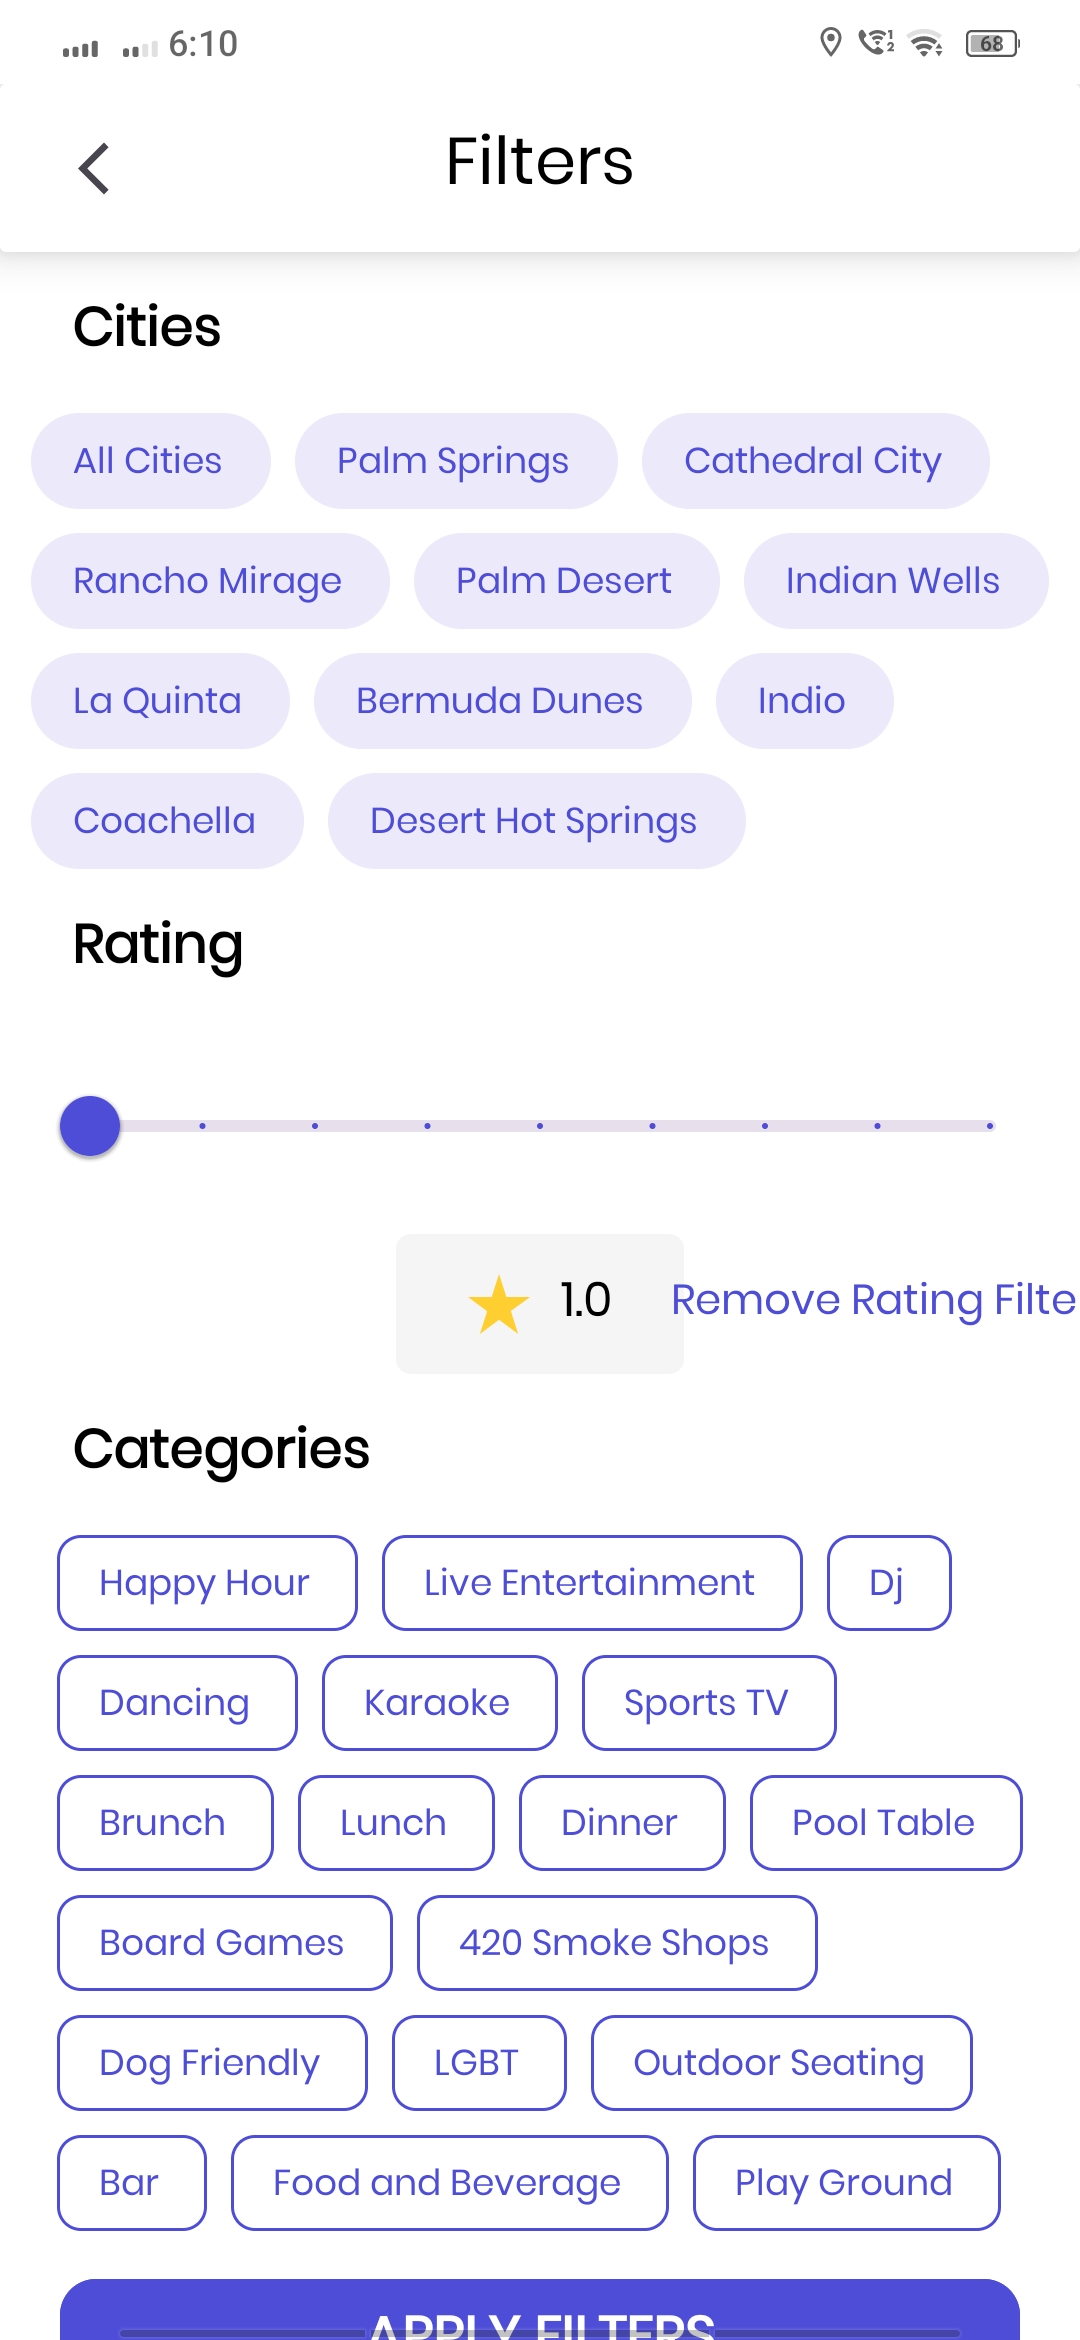 6:10 68
Filters
Cities
All Cities Palm Springs Cathedral City
Rancho Mirage Palm Desert Indian Wells
La Quinta Bermuda Dunes Indio
Coachella Desert Hot Springs
Rating
1.0 Remove Rating Filte
Categories
Happy Hour Live Entertainment Dj
Dancing Karaoke Sports TV
Brunch Lunch Dinner Pool Table
Board Games 420 Smoke Shops
Dog Friendly LGBT Outdoor Seating
Bar Food and Beverage Play Ground
APPLY FILTERS